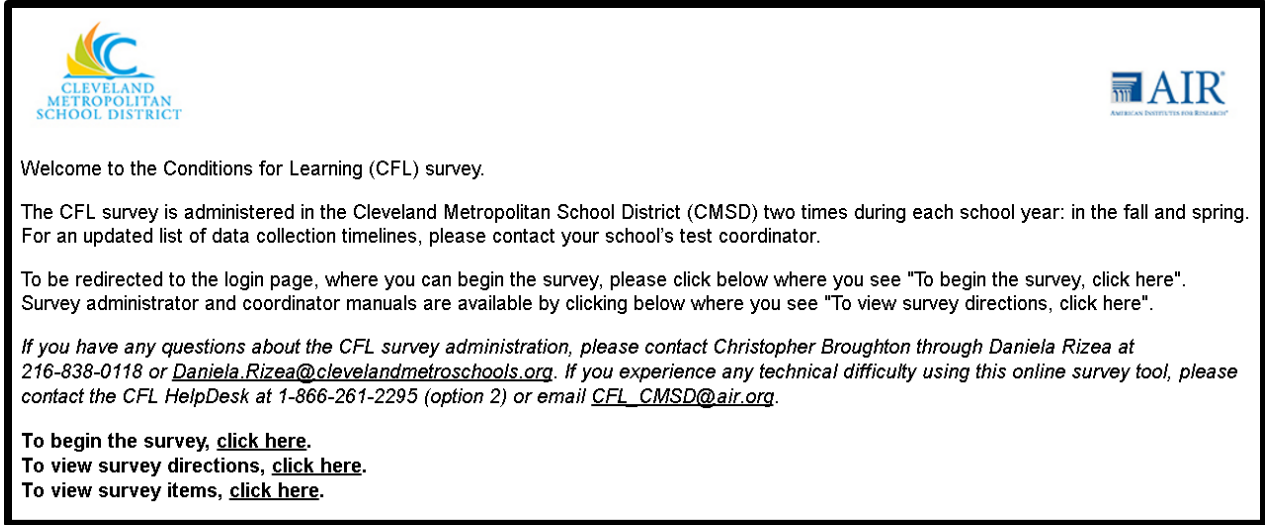 CLEVELAND
METROPOLITAN
SCHOOL DISTRICT
AIR
AMERICAN INSTITUTES FOR RESEARCH®
Welcome to the Conditions for Learning (CFL) survey.
The CFL survey is administered in the Cleveland Metropolitan School District (CMSD) two times during each school year: in the fall and spring.
For an updated list of data collection timelines, please contact your school's test coordinator.
To be redirected to the login page, where you can begin the survey, please click below where you see "To begin the survey, click here".
Survey administrator and coordinator manuals are available by clicking below where you see "To view survey directions, click here".
If you have any questions about the CFL survey administration, please contact Christopher Broughton through Daniela Rizea at
216-838-0118 or Daniela.Rizea@clevelandmetroschools.org. If you experience any technical difficulty using this online survey tool, please
contact the CFL HelpDesk at 1-866-261-2295 (option 2) or email CFL_CMSD@air.org.
To begin the survey, click here.
To view survey directions, click here.
To view survey items, click here.